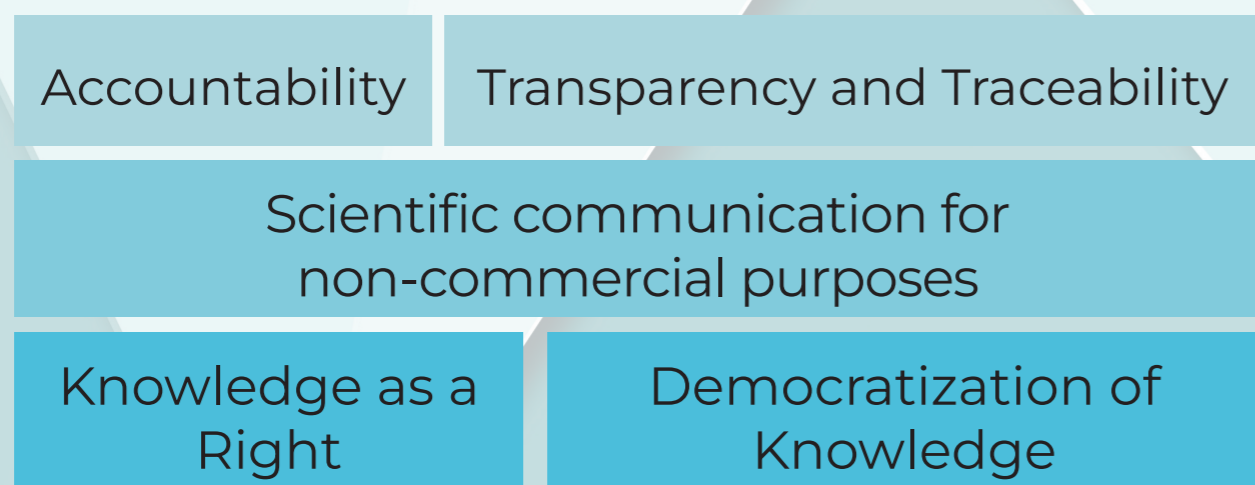 Accountability
Transparency and Traceability
Scientific communication for
non-commercial purposes
Knowledge as a
Right
Democratization of
Knowledge